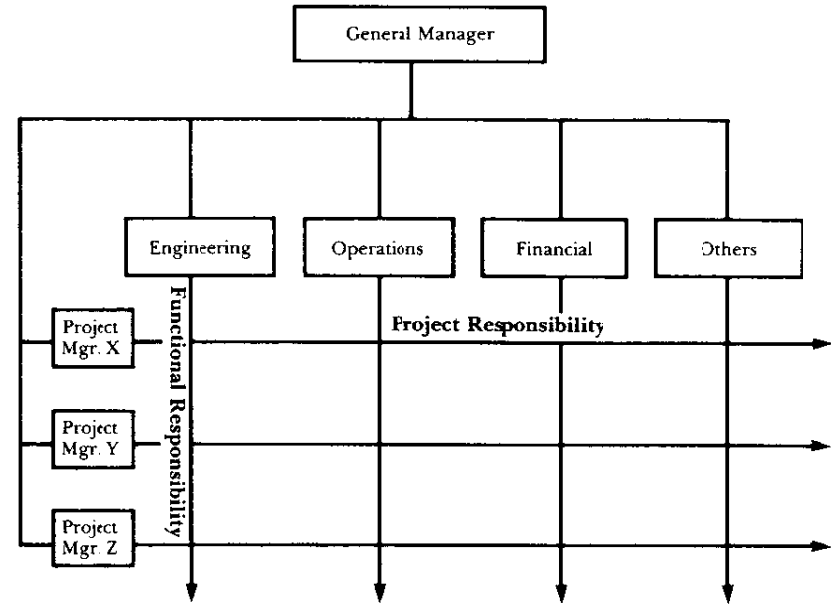 General Manager
Engineering
Operations
Financial
Others
Functional Responsibility
Project Responsibility
Project
Mgr. X
Project
Mgr. Y
Project
Mgr. Z